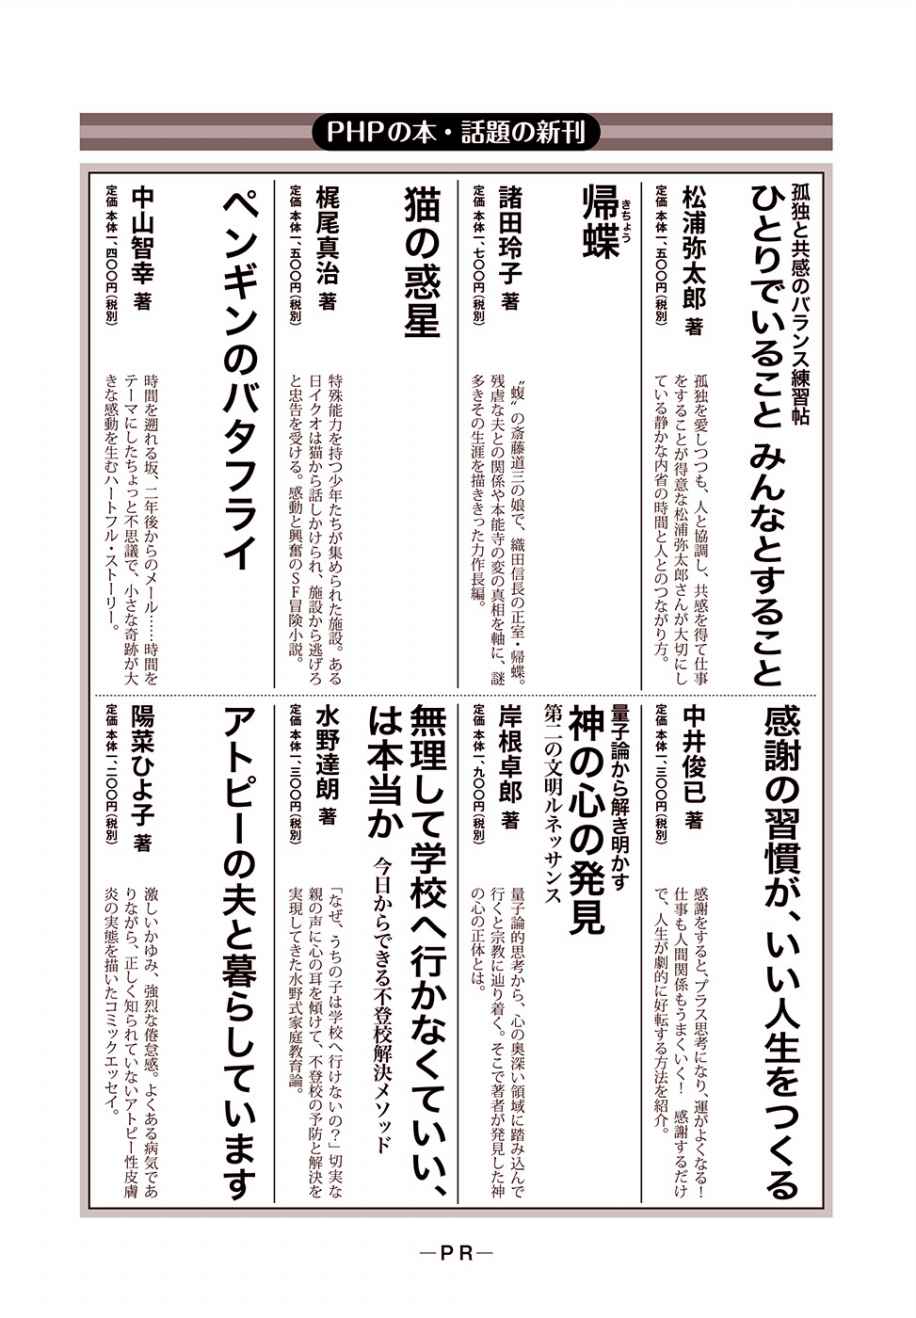 PHPの本・話題の新刊
孤独と共感のバランス練習帖
ひとりでいること みんなとすること
松浦弥太郎 著
定価 本体一、五〇〇円（税別）
孤独を愛しつつも、人と協調し、共感を得て仕事
をすることが得意な松浦弥太郎さんが大切にし
ている静かな内省の時間と人とのつながり方。
帰蝶
きちょう
諸田玲子 著
定価 本体一、七〇〇円（税別）
“蝮”の斎藤道三の娘で、織田信長の正室・帰蝶。
残虐な夫との関係や本能寺の変の真相を軸に、謎
多きその生涯を描ききった力作長編。
猫の惑星
梶尾真治 著
定価 本体一、五〇〇円（税別）
特殊能力を持つ少年たちが集められた施設。ある
日イクオは猫から話しかけられ、施設から逃げろ
と忠告を受ける。感動と興奮のSF冒険小説。
ペンギンのバタフライ
中山智幸 著
定価 本体一、四〇〇円（税別）
時間を遡れる坂、二年後からのメール……時間を
テーマにしたちょっと不思議で、小さな奇跡が大
きな感動を生むハートフル・ストーリー。
感謝の習慣が、いい人生をつくる
中井俊已 著
定価 本体一、三〇〇円（税別）
感謝をすると、プラス思考になり、運がよくなる！
仕事も人間関係もうまくいく！ 感謝するだけ
で、人生が劇的に好転する方法を紹介。
量子論から解き明かす
神の心の発見
第二の文明ルネッサンス
岸根卓郎 著
定価 本体一、九〇〇円（税別）
量子論的思考から、心の奥深い領域に踏み込んで
行くと宗教に辿り着く。そこで著者が発見した神
の心の正体とは。
無理して学校へ行かなくていい、
は本当か 今日からできる不登校解決メソッド
水野達朗 著
定価 本体一、三〇〇円（税別）
「なぜ、うちの子は学校へ行けないの？」切実な
親の声に心の耳を傾けて、不登校の予防と解決を
実現してきた水野式家庭教育論。
アトピーの夫と暮らしています
陽菜ひよ子 著
定価 本体一、二〇〇円（税別）
激しいかゆみ、強烈な倦怠感。よくある病気であ
りながら、正しく知られていないアトピー性皮膚
炎の実態を描いたコミックエッセイ。
―PR―